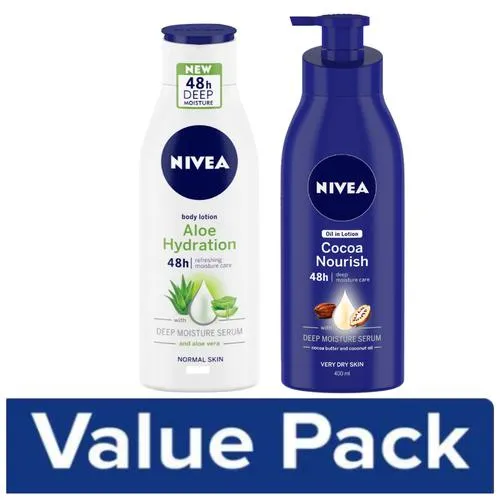 NEW
48h
DEEP
MOISTURE
NIVEA
body lotion
Aloe
Hydration
48h refreshing
moisture care
with
DEEP MOISTURE SERUM
and aloe vera
NORMAL SKIN
NIVEA
Oil in Lotion
Cocoa
Nourish
48h deep
moisture care
with
DEEP MOISTURE SERUM
cocoa butter and coconut oil
VERY DRY SKIN
400 ml
Value Pack